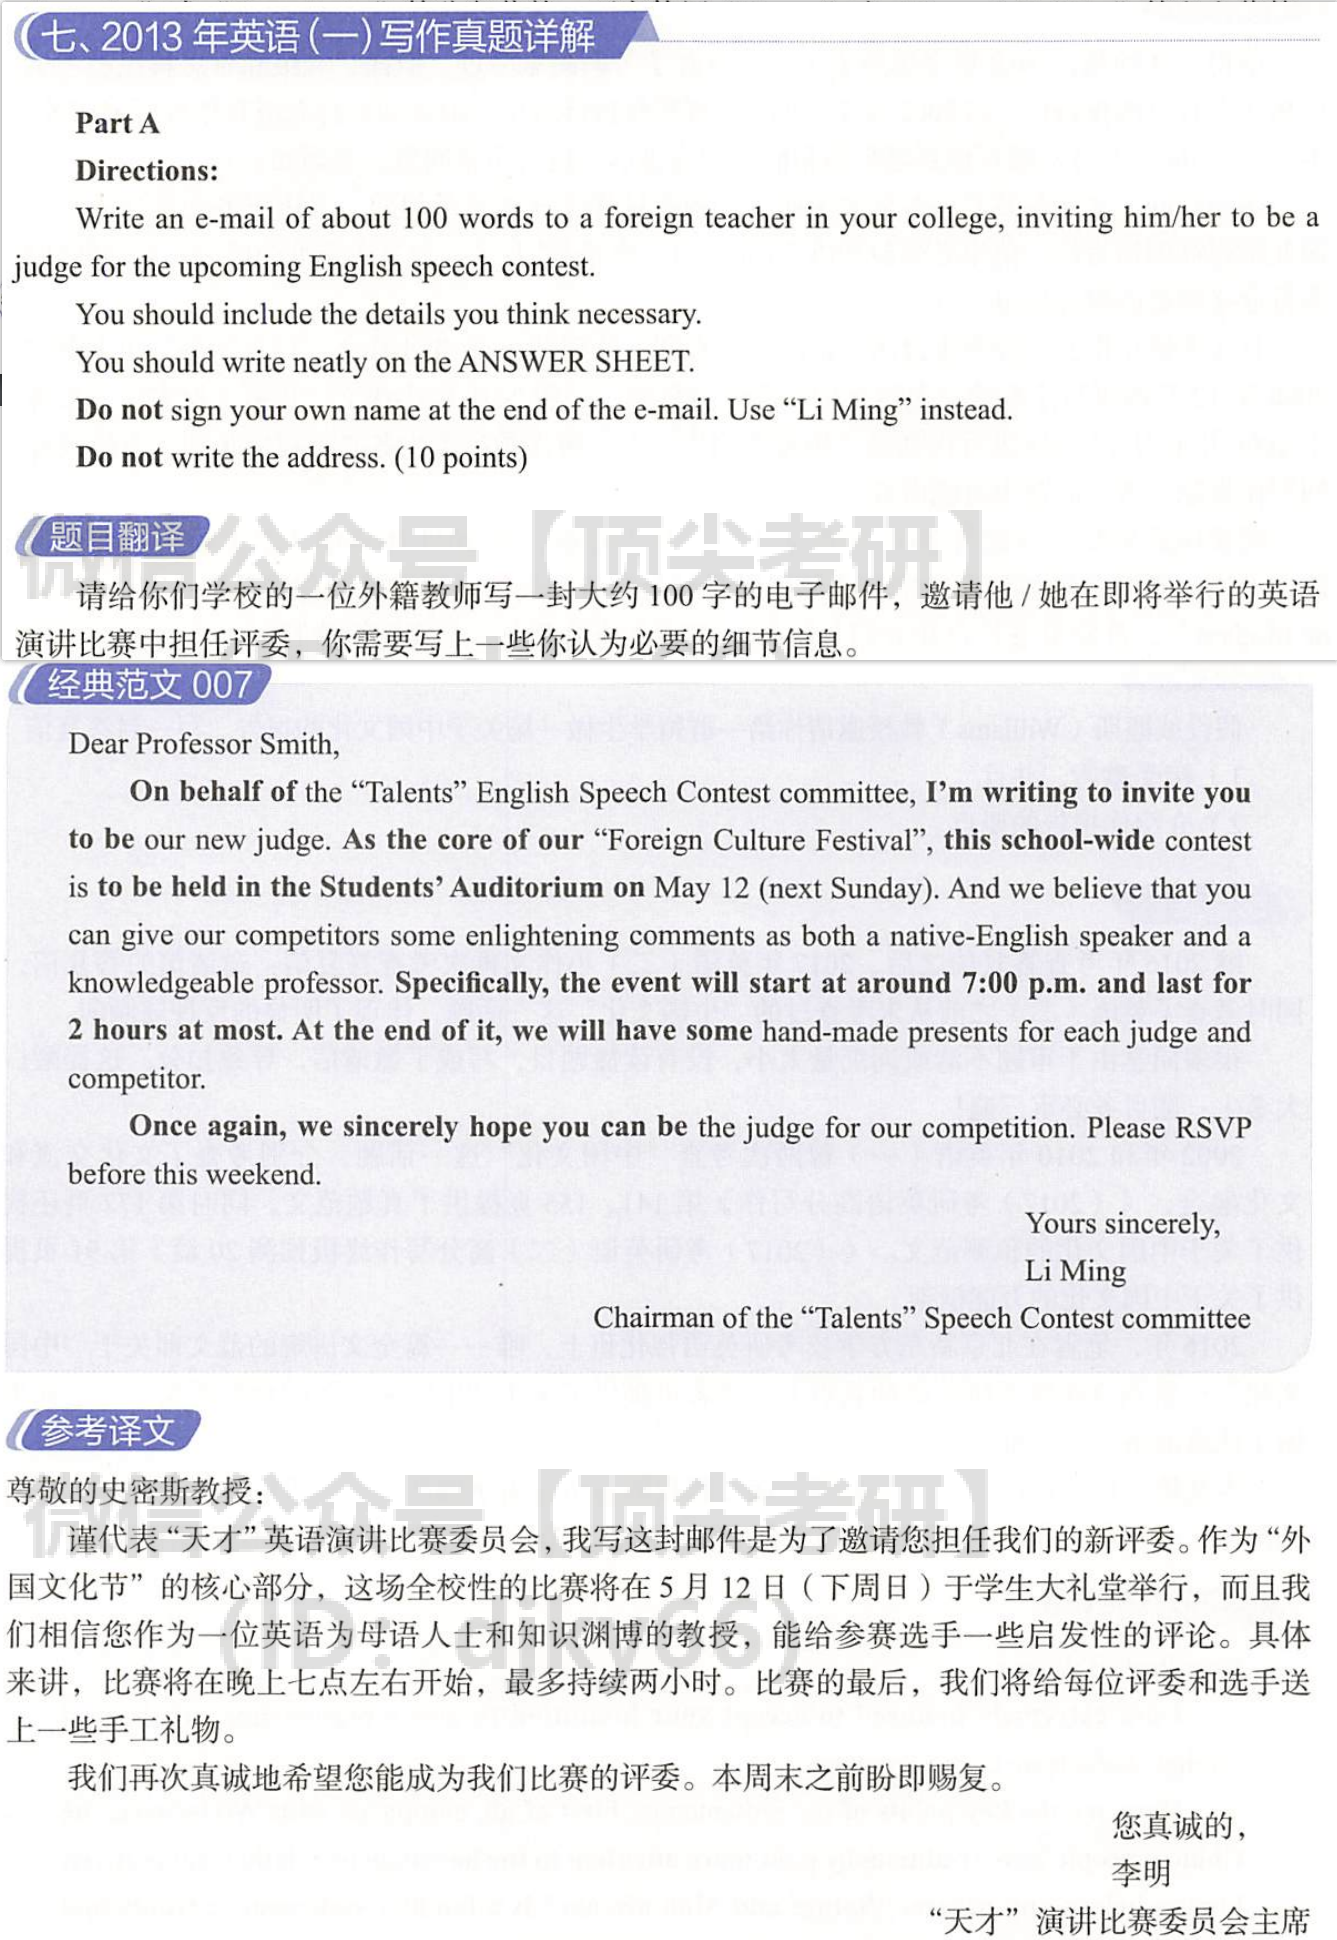 七、2013 年英语（一）写作真题详解
Part A
Directions:
Write an e-mail of about 100 words to a foreign teacher in your college, inviting him/her to be a
judge for the upcoming English speech contest.
You should include the details you think necessary.
You should write neatly on the ANSWER SHEET.
Do not sign your own name at the end of the e-mail. Use “Li Ming” instead.
Do not write the address. (10 points)
题目翻译
微信公众号【顶尖考研】
请给你们学校的一位外籍教师写一封大约 100 字的电子邮件，邀请他 / 她在即将举行的英语
演讲比赛中担任评委，你需要写上一些你认为必要的细节信息。
经典范文 007
Dear Professor Smith,
On behalf of the “Talents” English Speech Contest committee, I’m writing to invite you
to be our new judge. As the core of our “Foreign Culture Festival”, this school-wide contest
is to be held in the Students’ Auditorium on May 12 (next Sunday). And we believe that you
can give our competitors some enlightening comments as both a native-English speaker and a
knowledgeable professor. Specifically, the event will start at around 7:00 p.m. and last for
2 hours at most. At the end of it, we will have some hand-made presents for each judge and
competitor.
Once again, we sincerely hope you can be the judge for our competition. Please RSVP
before this weekend.
Yours sincerely,
Li Ming
Chairman of the “Talents” Speech Contest committee
参考译文
微信公众号【顶尖考研】
尊敬的史密斯教授：
谨代表“天才”英语演讲比赛委员会，我写这封邮件是为了邀请您担任我们的新评委。作为“外
国文化节”的核心部分，这场全校性的比赛将在 5 月 12 日（下周日）于学生大礼堂举行，而且我
(ID: djky66)
们相信您作为一位英语为母语人士和知识渊博的教授，能给参赛选手一些启发性的评论。具体
来讲，比赛将在晚上七点左右开始，最多持续两小时。比赛的最后，我们将给每位评委和选手送
上一些手工礼物。
我们再次真诚地希望您能成为我们比赛的评委。本周末之前盼即赐复。
您真诚的，
李明
“天才”演讲比赛委员会主席